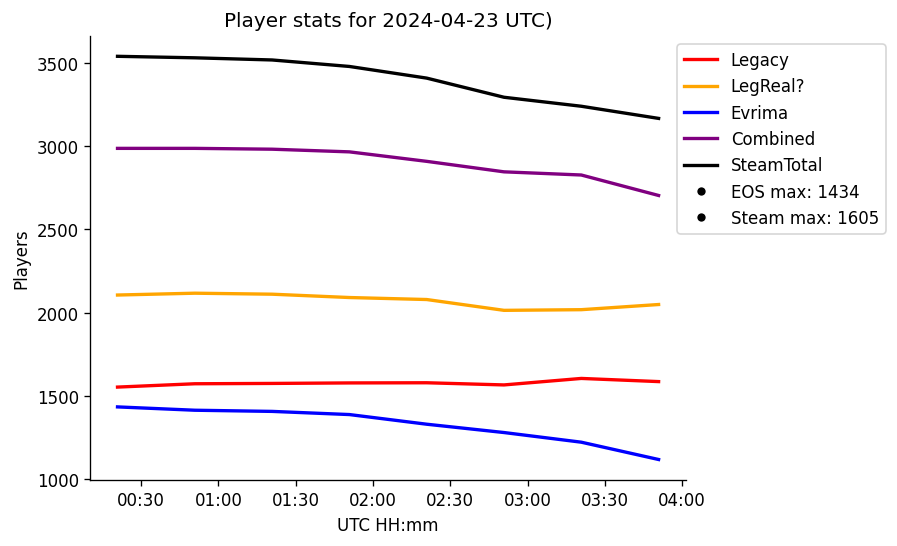 Player stats for 2024-04-23 UTC)
Legacy
LegReal?
Evrima
Combined
SteamTotal
EOS max: 1434
Steam max: 1605
Players
3500
3000
2500
2000
1500
1000
00:30 01:00 01:30 02:00 02:30 03:00 03:30 04:00
UTC HH:mm